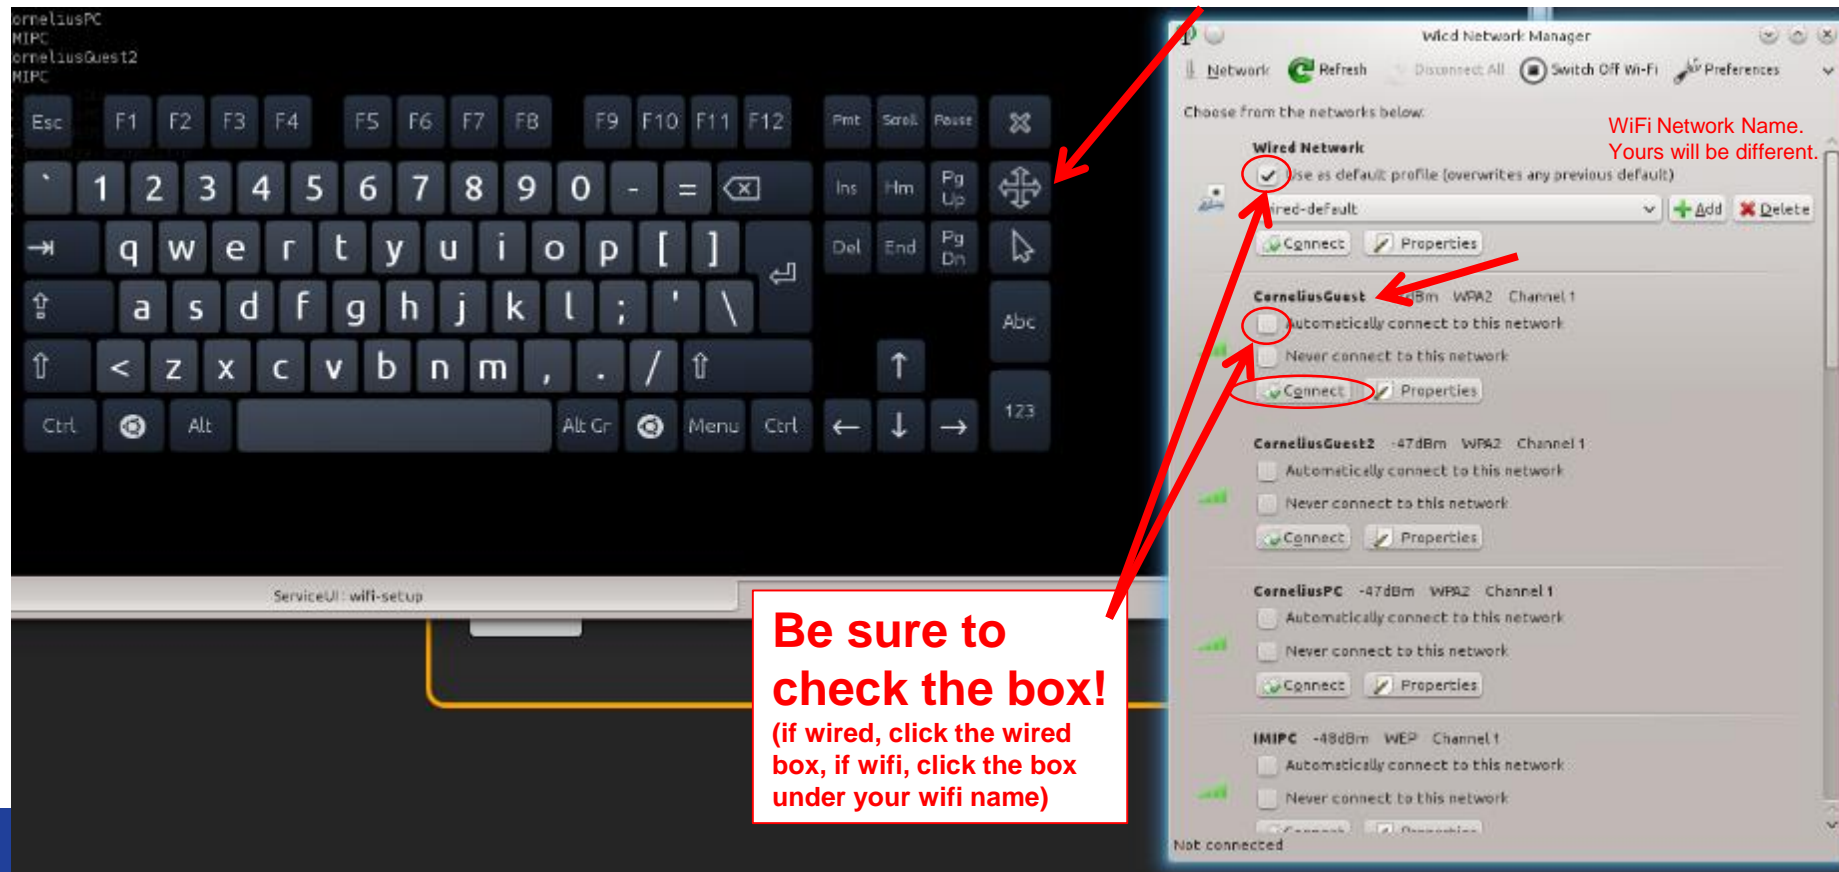 orneliusPC
MIPC
orneliusGuest2
MIPC
Esc F1 F2 F3 F4 F5 F6 F7 F8 F9 F10 F11 F12 Prnt Scroll Pause
` 1 2 3 4 5 6 7 8 9 0 - = Ins Hm Pg Up
q w e r t y u i o p [ ] Del End Pg Dn
a s d f g h j k l ; ' \ Abc
< z x c v b n m , . /
Ctrl Alt Alt Gr Menu Ctrl 123
ServiceUI: wifi-setup
Be sure to
check the box!
(if wired, click the wired
box, if wifi, click the box
under your wifi name)
Wicd Network Manager
Network Refresh Disconnect All Switch Off Wi-Fi Preferences
Choose from the networks below:
WiFi Network Name.
Yours will be different.
Wired Network
Use as default profile (overwrites any previous default)
wired-default Add Delete
Connect Properties
CorneliusGuest dBm WPA2 Channel 1
Automatically connect to this network
Never connect to this network
Connect Properties
CorneliusGuest2 -47dBm WPA2 Channel 1
Automatically connect to this network
Never connect to this network
Connect Properties
CorneliusPC -47dBm WPA2 Channel 1
Automatically connect to this network
Never connect to this network
Connect Properties
IMIPC -48dBm WEP Channel 1
Automatically connect to this network
Never connect to this network
Connect Properties
Not connected